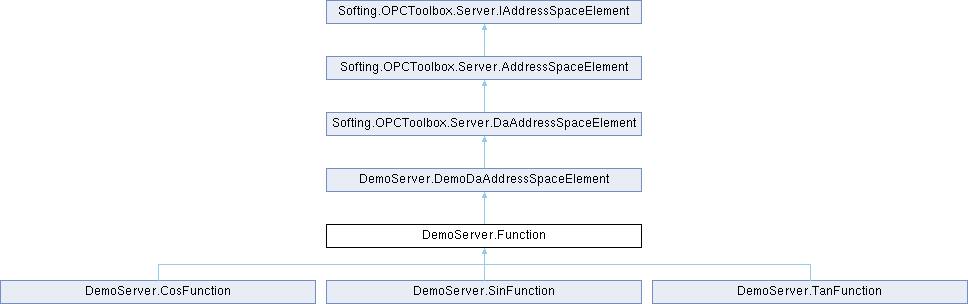 Softing.OPCToolbox.Server.IAddressSpaceElement
Softing.OPCToolbox.Server.AddressSpaceElement
Softing.OPCToolbox.Server.DaAddressSpaceElement
DemoServer.DemoDaAddressSpaceElement
DemoServer.Function
DemoServer.CosFunction
DemoServer.SinFunction
DemoServer.TanFunction